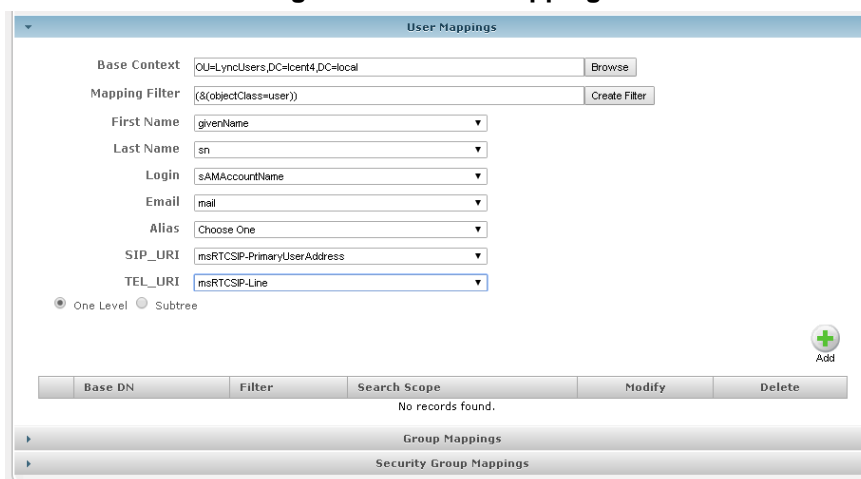 User Mappings
Base Context OU=LyncUsers,DC=lcent4,DC=local Browse
Mapping Filter (&(objectClass=user)) Create Filter
First Name givenName
Last Name sn
Login sAMAccountName
Email mail
Alias Choose One
SIP_URI msRTCSIP-PrimaryUserAddress
TEL_URI msRTCSIP-Line
One Level Subtree
Add
Base DN Filter Search Scope Modify Delete
No records found.
Group Mappings
Security Group Mappings